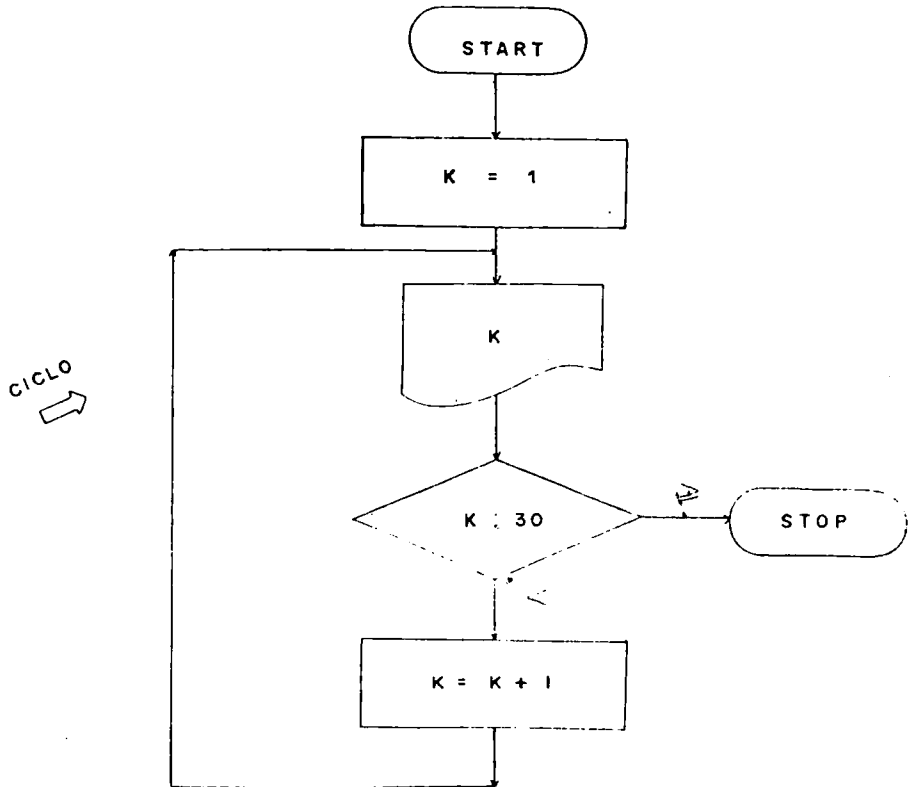 START
K = 1
K
CICLO
K : 30
STOP
<
K = K + 1